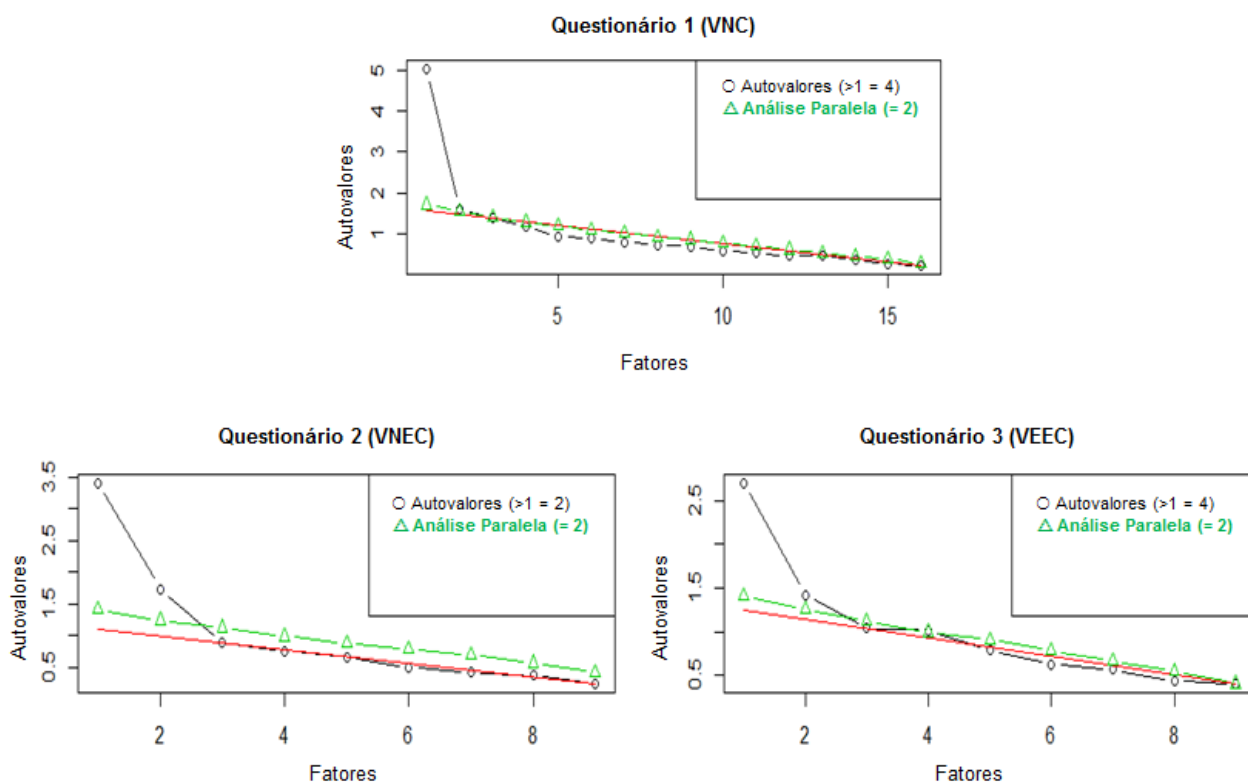 Questionário 1 (VNC)
Autovalores (>1 = 4)
Análise Paralela (= 2)
Autovalores
5
4
3
2
1
5
10
15
Fatores
Questionário 2 (VNEC)
Autovalores (>1 = 2)
Análise Paralela (= 2)
Autovalores
3.5
2.5
1.5
0.5
2
4
6
8
Fatores
Questionário 3 (VEEC)
Autovalores (>1 = 4)
Análise Paralela (= 2)
Autovalores
2.5
1.5
0.5
2
4
6
8
Fatores